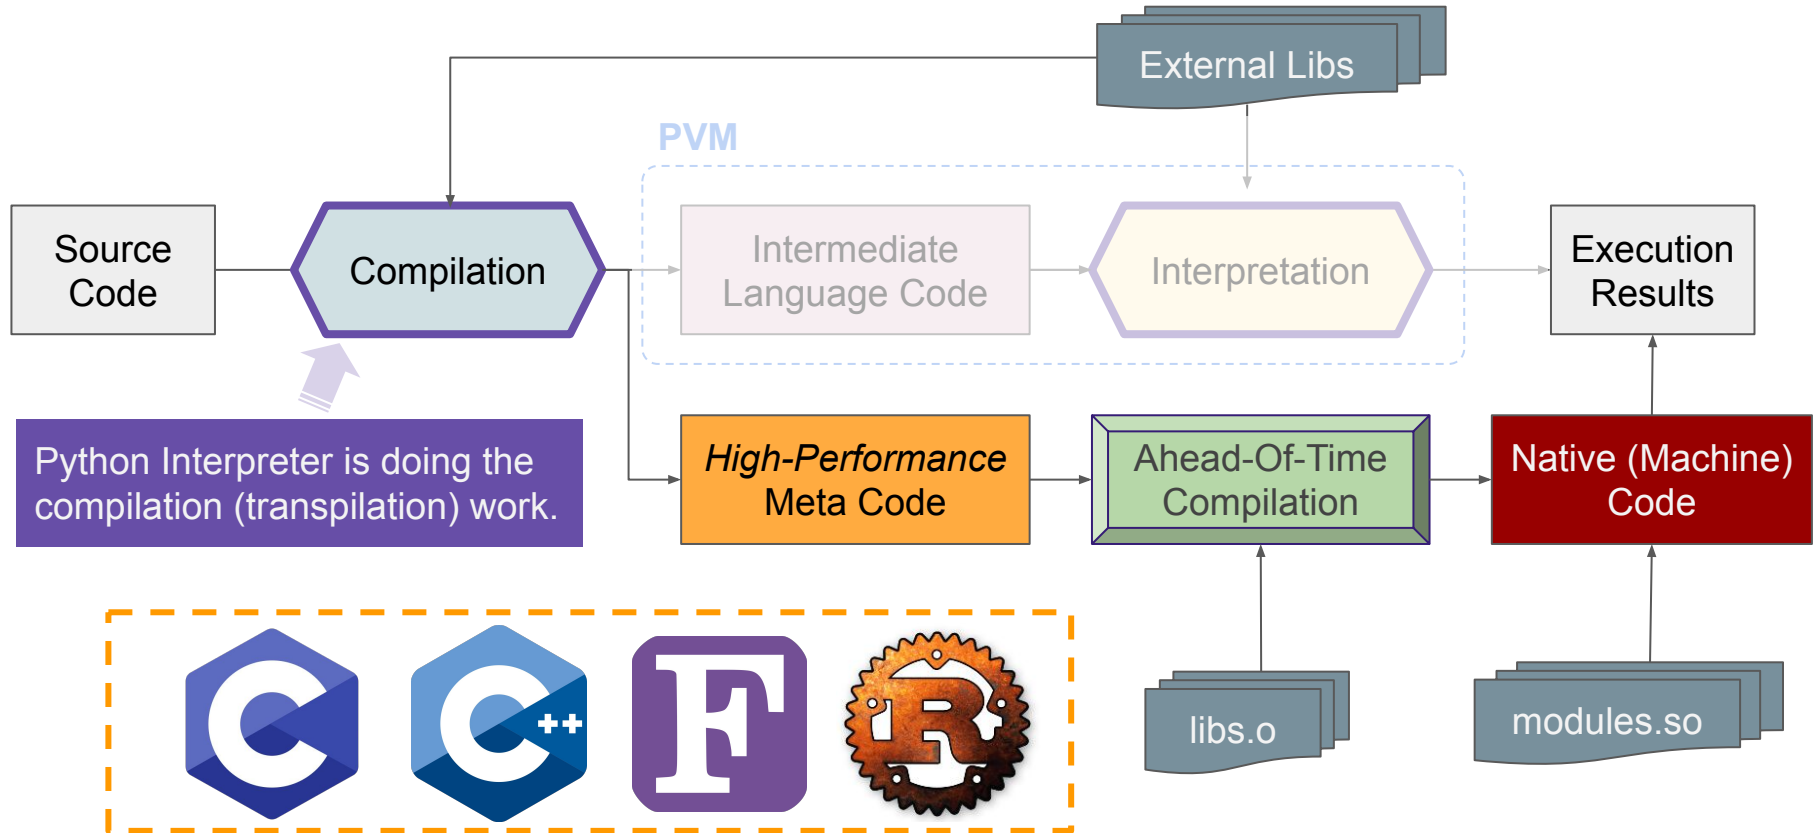 External Libs
PVM
Source
Code
Compilation
Intermediate
Language Code
Interpretation
Execution
Results
Python Interpreter is doing the
compilation (transpilation) work.
High-Performance
Meta Code
Ahead-Of-Time
Compilation
Native (Machine)
Code
C
C++
F
R
libs.o
modules.so